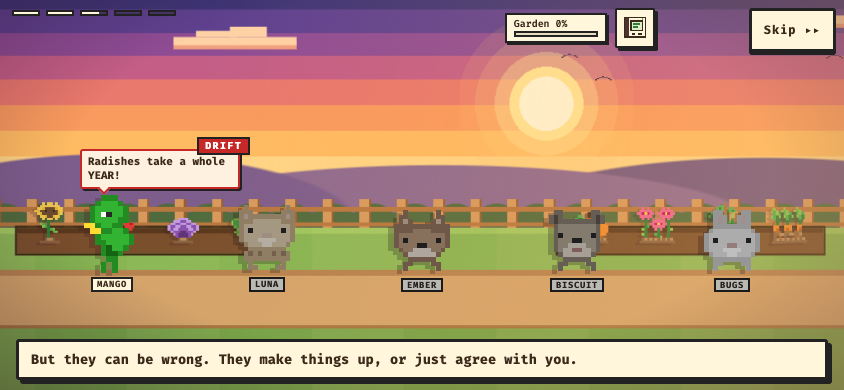 Garden 0%
Skip ▸▸
DRIFT
Radishes take a whole
YEAR!
MANGO
LUNA
EMBER
BISCUIT
BUGS
But they can be wrong. They make things up, or just agree with you.